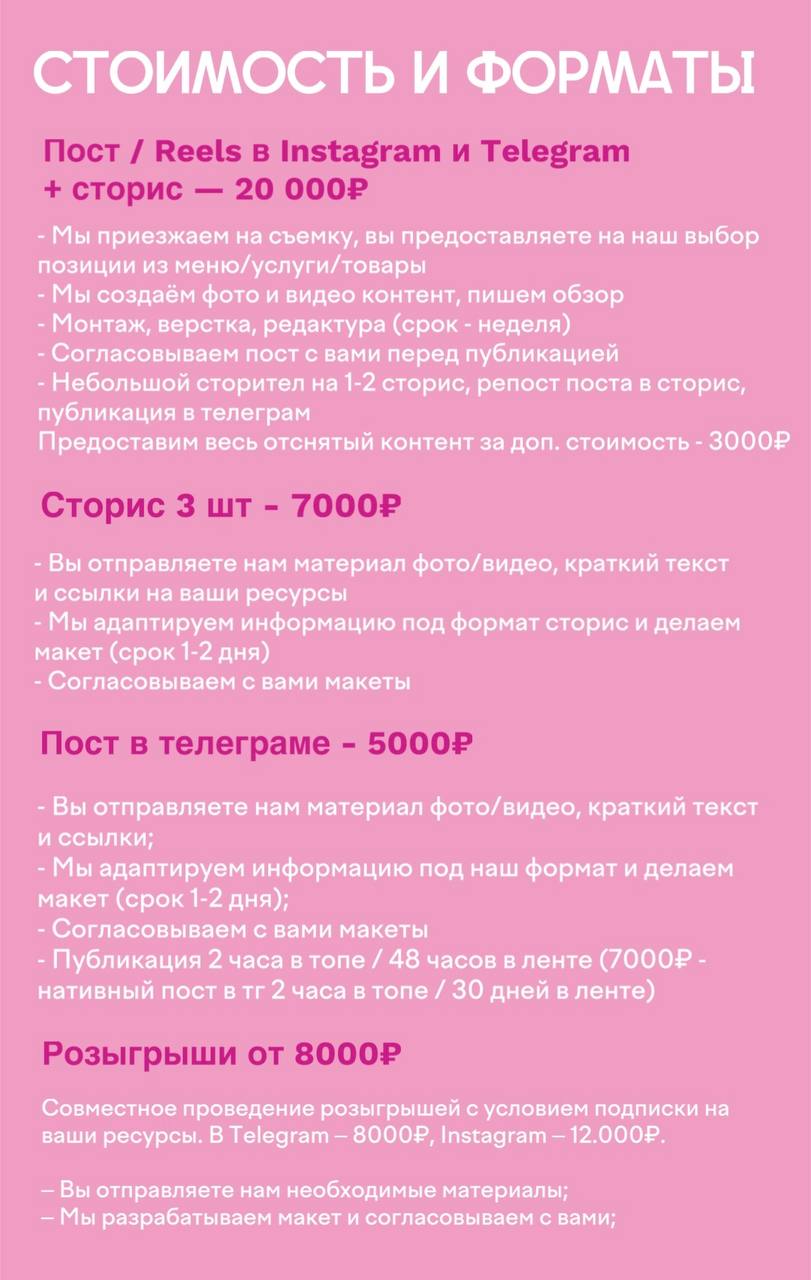 СТОИМОСТЬ И ФОРМАТЫ
Пост / Reels в Instagram и Telegram
+ сторис — 20 000₽
- Мы приезжаем на съемку, вы предоставляете на наш выбор
позиции из меню/услуги/товары
- Мы создаём фото и видео контент, пишем обзор
- Монтаж, верстка, редактура (срок - неделя)
- Согласовываем пост с вами перед публикацией
- Небольшой сторител на 1-2 сторис, репост поста в сторис,
публикация в телеграм
Предоставим весь отснятый контент за доп. стоимость - 3000₽
Сторис 3 шт - 7000₽
- Вы отправляете нам материал фото/видео, краткий текст
и ссылки на ваши ресурсы
- Мы адаптируем информацию под формат сторис и делаем
макет (срок 1-2 дня)
- Согласовываем с вами макеты
Пост в телеграме - 5000₽
- Вы отправляете нам материал фото/видео, краткий текст
и ссылки;
- Мы адаптируем информацию под наш формат и делаем
макет (срок 1-2 дня);
- Согласовываем с вами макеты
- Публикация 2 часа в топе / 48 часов в ленте (7000₽ -
нативный пост в тг 2 часа в топе / 30 дней в ленте)
Розыгрыши от 8000₽
Совместное проведение розыгрышей с условием подписки на
ваши ресурсы. В Telegram – 8000₽, Instagram – 12.000₽.
– Вы отправляете нам необходимые материалы;
– Мы разрабатываем макет и согласовываем с вами;